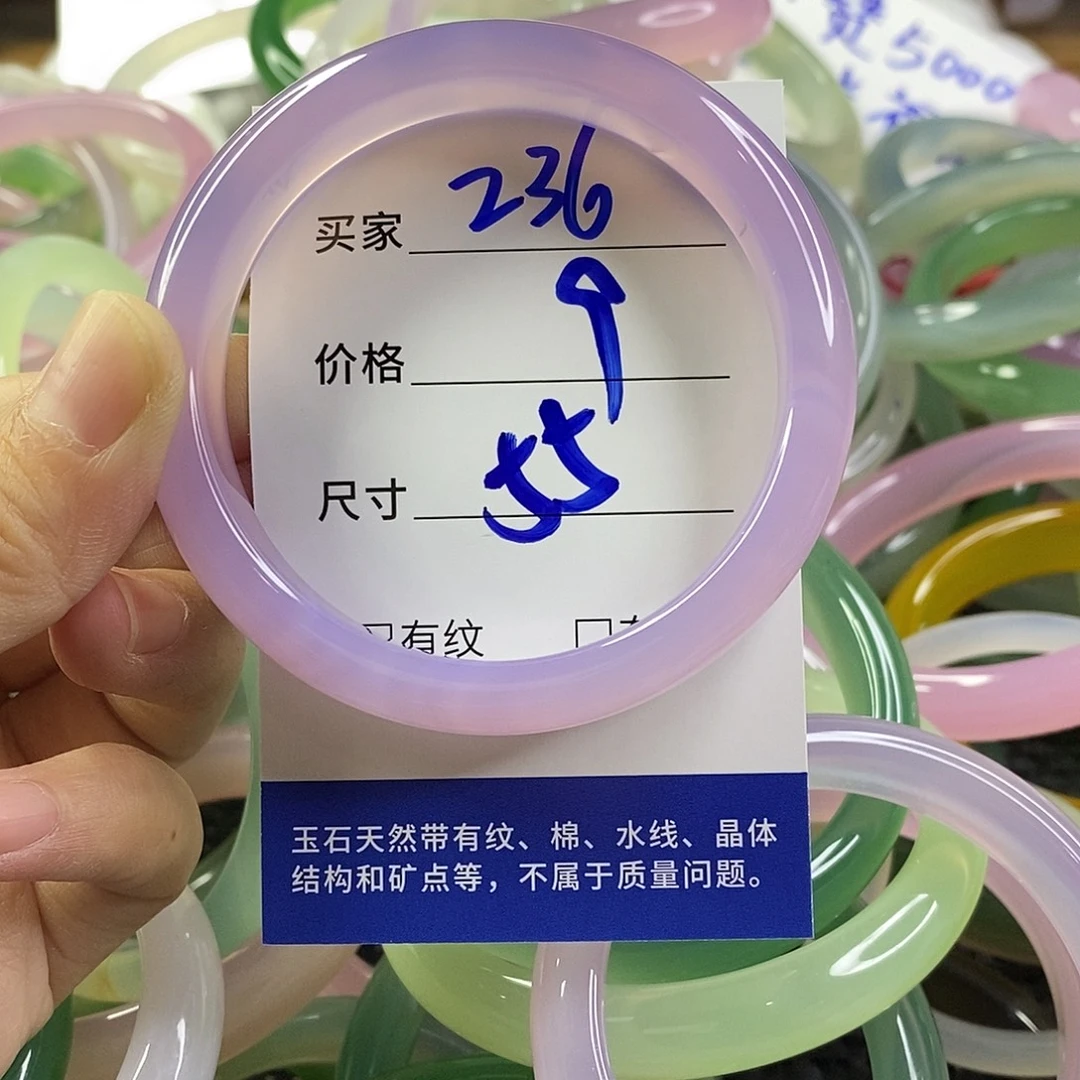 5000
买家 236
价格 9
尺寸 55
有纹
玉石天然带有纹、棉、水线、晶体
结构和矿点等，不属于质量问题。